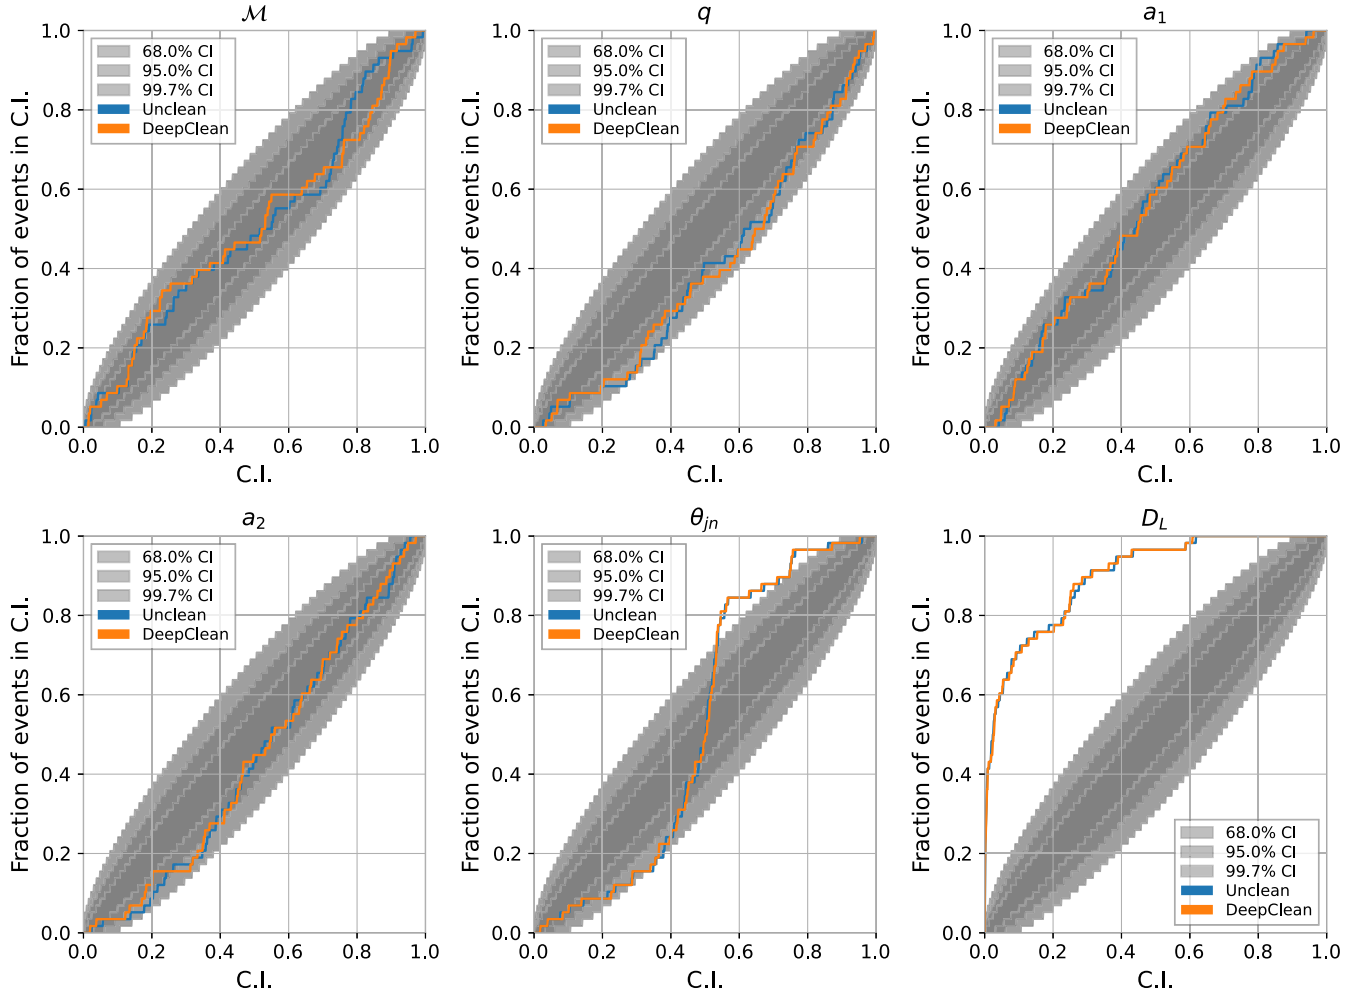 ℳ
1.0
0.8
0.6
0.4
0.2
0.0
Fraction of events in C.I.
68.0% CI
95.0% CI
99.7% CI
Unclean
DeepClean
0.0 0.2 0.4 0.6 0.8 1.0
C.I.
q
1.0
0.8
0.6
0.4
0.2
0.0
Fraction of events in C.I.
68.0% CI
95.0% CI
99.7% CI
Unclean
DeepClean
0.0 0.2 0.4 0.6 0.8 1.0
C.I.
a₁
1.0
0.8
0.6
0.4
0.2
0.0
Fraction of events in C.I.
68.0% CI
95.0% CI
99.7% CI
Unclean
DeepClean
0.0 0.2 0.4 0.6 0.8 1.0
C.I.
a₂
1.0
0.8
0.6
0.4
0.2
0.0
Fraction of events in C.I.
68.0% CI
95.0% CI
99.7% CI
Unclean
DeepClean
0.0 0.2 0.4 0.6 0.8 1.0
C.I.
θⱼₙ
1.0
0.8
0.6
0.4
0.2
0.0
Fraction of events in C.I.
68.0% CI
95.0% CI
99.7% CI
Unclean
DeepClean
0.0 0.2 0.4 0.6 0.8 1.0
C.I.
D_L
1.0
0.8
0.6
0.4
0.2
0.0
Fraction of events in C.I.
68.0% CI
95.0% CI
99.7% CI
Unclean
DeepClean
0.0 0.2 0.4 0.6 0.8 1.0
C.I.